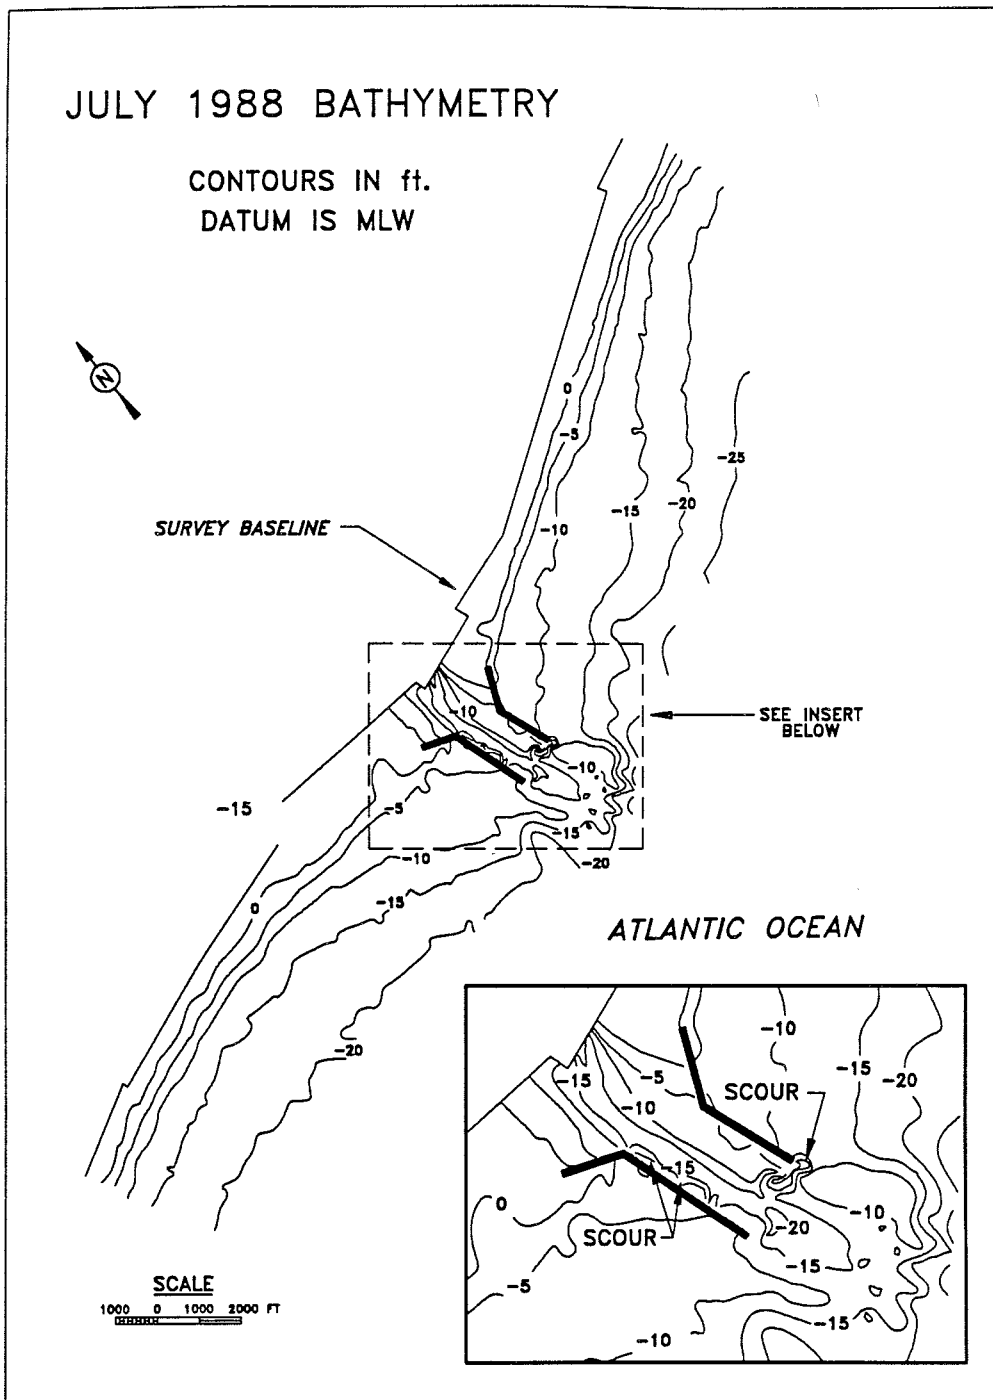 JULY 1988 BATHYMETRY
CONTOURS IN ft.
DATUM IS MLW
N
0
-5
-25
-15
-20
-10
SURVEY BASELINE
SEE INSERT
BELOW
-10
-10
-15
-5
-15
-10
-20
-15
0
ATLANTIC OCEAN
-20
-10
-15
-20
-15
-5
SCOUR
-10
-15
0
-10
SCOUR
-20
-15
-5
-15
-10
SCALE
1000 0 1000 2000 FT